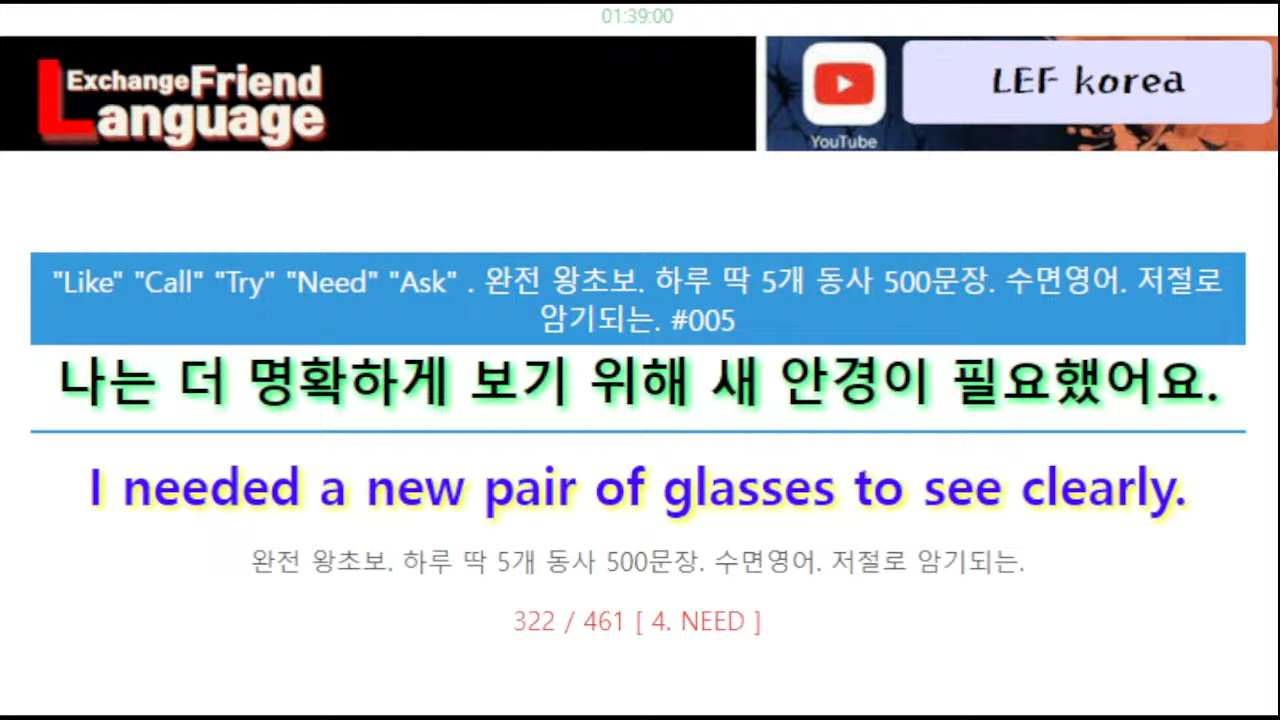 01:39:00
ExchangeFriend
Language
LEF korea
YouTube
"Like" "Call" "Try" "Need" "Ask" . 완전 왕초보. 하루 딱 5개 동사 500문장. 수면영어. 저절로
암기되는. #005
나는 더 명확하게 보기 위해 새 안경이 필요했어요.
I needed a new pair of glasses to see clearly.
완전 왕초보. 하루 딱 5개 동사 500문장. 수면영어. 저절로 암기되는.
322 / 461 [ 4. NEED ]